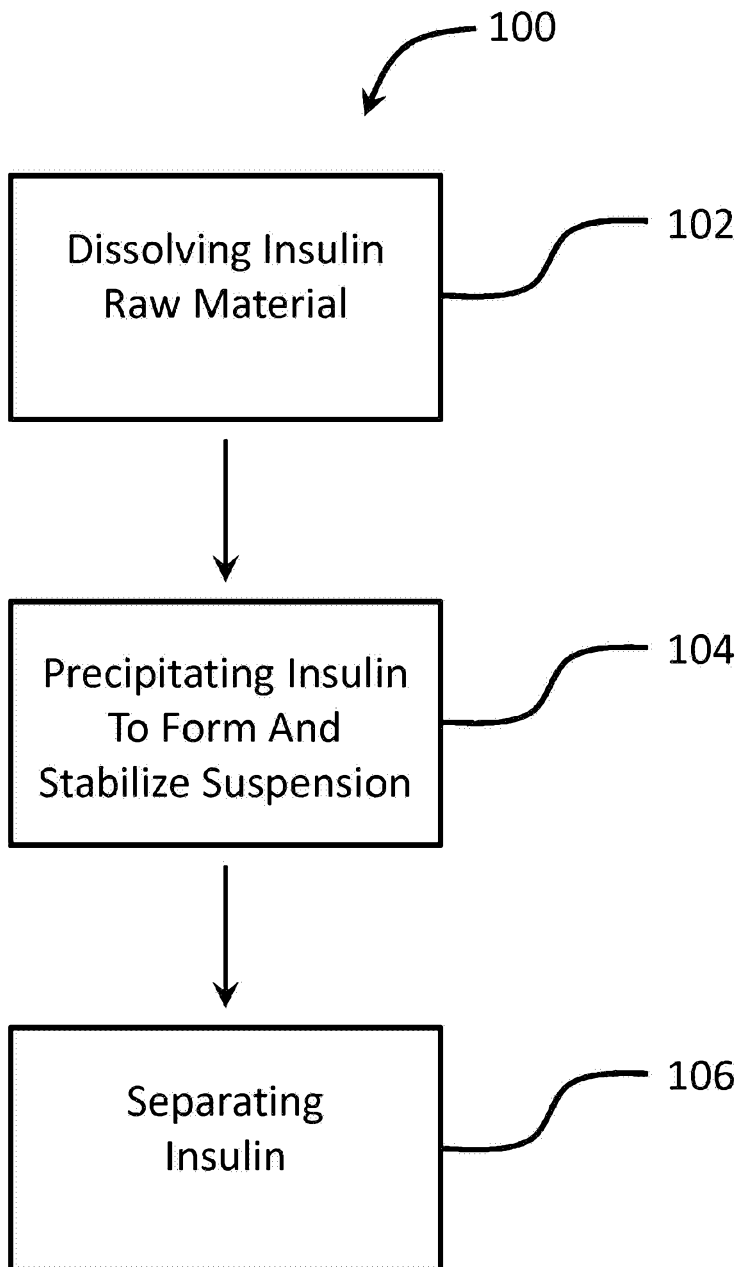 100
Dissolving Insulin
Raw Material
102
Precipitating Insulin
To Form And
Stabilize Suspension
104
Separating
Insulin
106